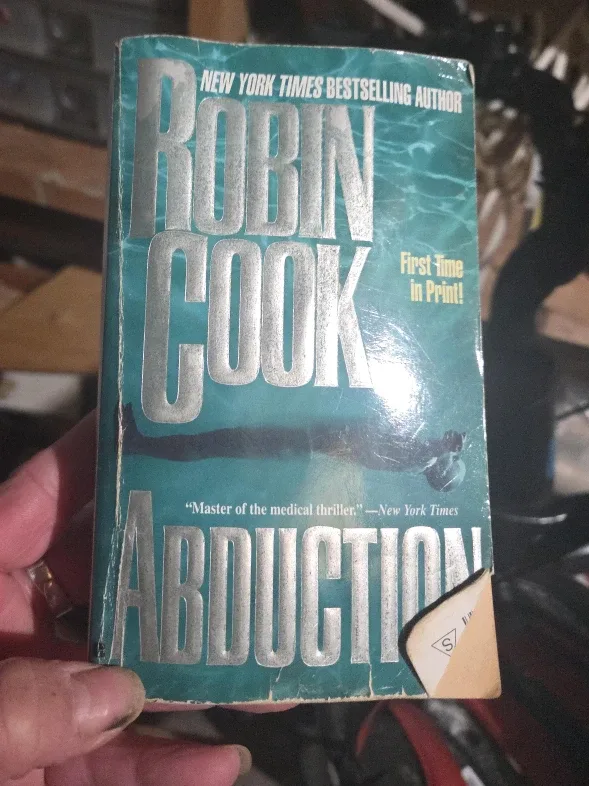 NEW YORK TIMES BESTSELLING AUTHOR
ROBIN
COOK
First Time
in Print!
“Master of the medical thriller.” —New York Times
ABDUCTION
S